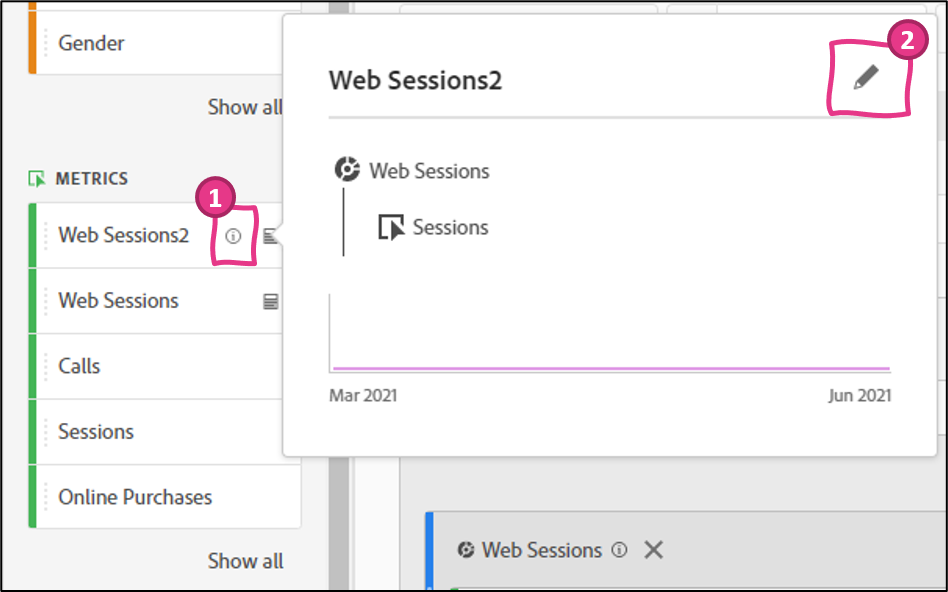 Gender
Show all
METRICS
1
Web Sessions2
Web Sessions
Calls
Sessions
Online Purchases
Show all
2
Web Sessions2
Web Sessions
Sessions
Mar 2021 Jun 2021
Web Sessions